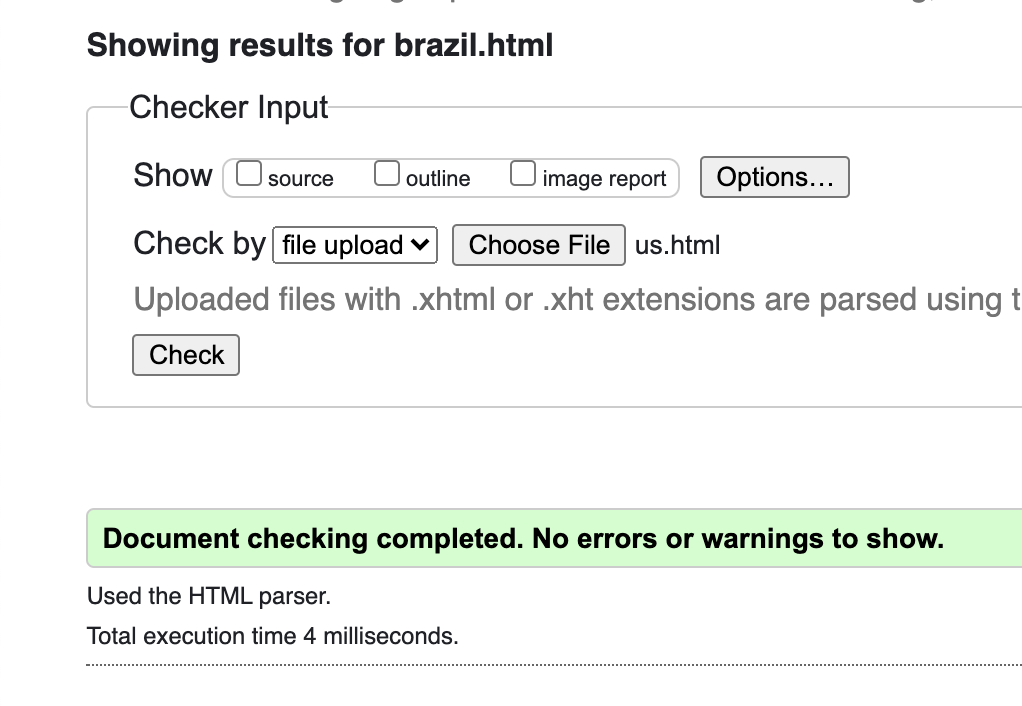 Showing results for brazil.html
Checker Input
Show source outline image report Options...
Check by file upload Choose File us.html
Uploaded files with .xhtml or .xht extensions are parsed using
Check
Document checking completed. No errors or warnings to show.
Used the HTML parser.
Total execution time 4 milliseconds.